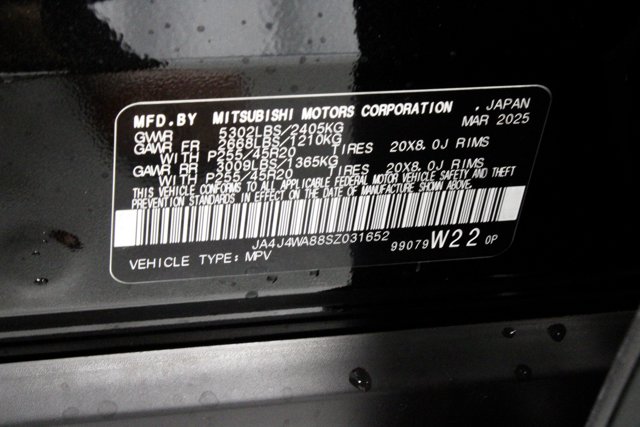 MFD.BY MITSUBISHI MOTORS CORPORATION , JAPAN
MAR 2025
GVWR 5302LBS/2405KG
GAWR FR 2668LBS/1210KG
WITH P255/45R20 TIRES 20X8.0J RIMS
GAWR RR 3009LBS/1365KG
WITH P255/45R20 TIRES 20X8.0J RIMS
THIS VEHICLE CONFORMS TO ALL APPLICABLE FEDERAL MOTOR VEHICLE SAFETY AND THEFT
PREVENTION STANDARDS IN EFFECT ON THE DATE OF MANUFACTURE SHOWN ABOVE.
JA4J4WA88SZ031652
99079 W22 0P
VEHICLE TYPE: MPV